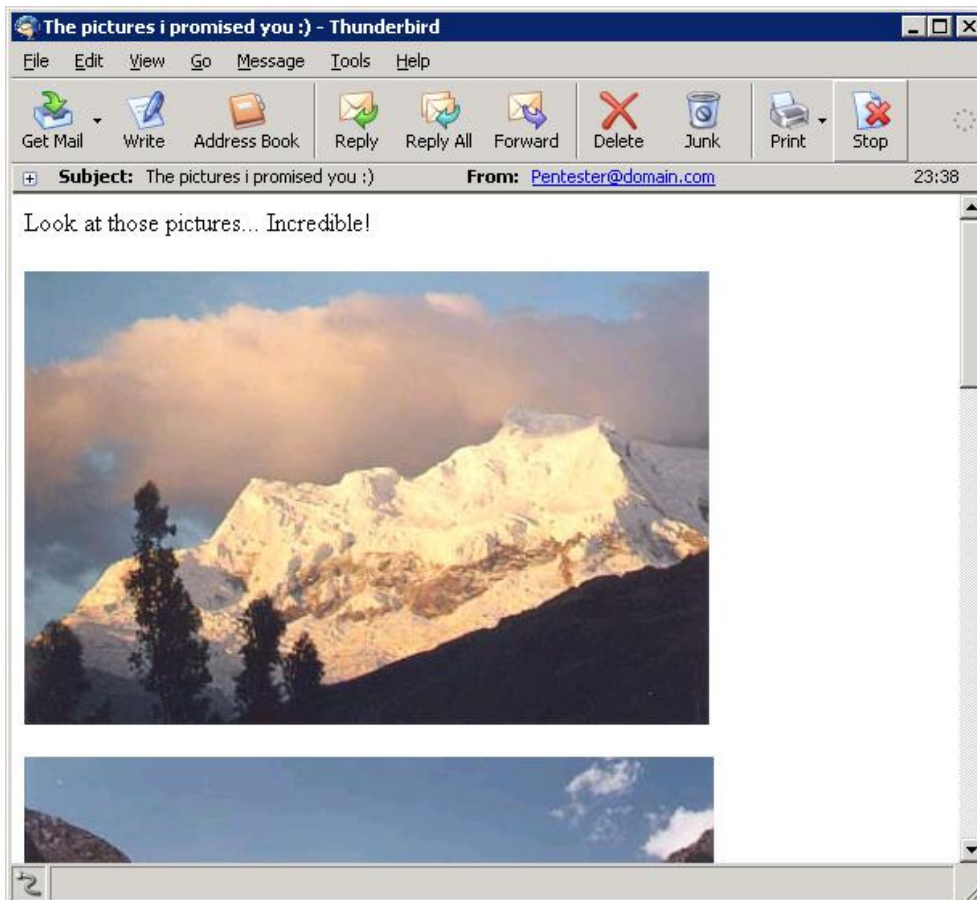 The pictures i promised you :) - Thunderbird
File Edit View Go Message Tools Help
Get Mail Write Address Book Reply Reply All Forward Delete Junk Print Stop
Subject: The pictures i promised you :) From: Pentester@domain.com 23:38
Look at those pictures... Incredible!